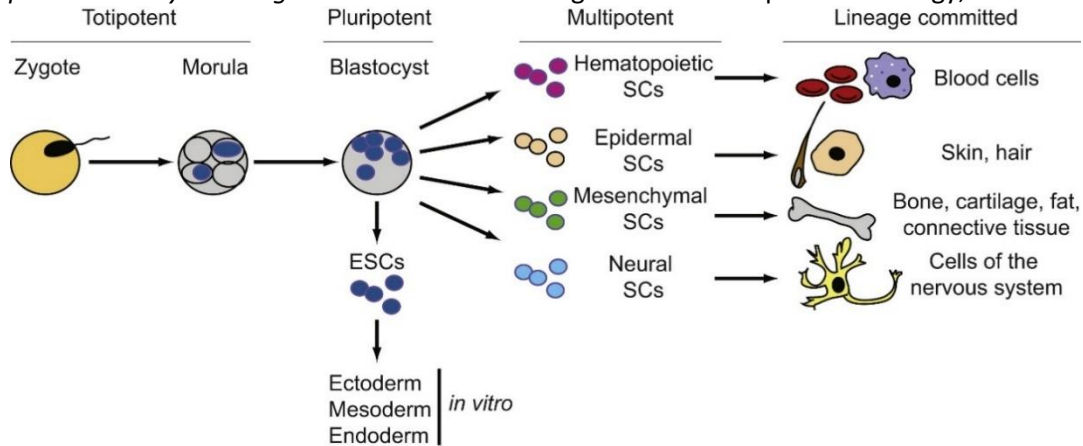 Totipotent Pluripotent Multipotent Lineage committed
Zygote Morula Blastocyst
Hematopoietic
SCs
Blood cells
Epidermal
SCs
Skin, hair
Mesenchymal
SCs
Bone, cartilage, fat,
connective tissue
Neural
SCs
Cells of the
nervous system
ESCs
Ectoderm
Mesoderm
Endoderm
in vitro